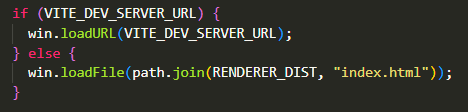 if (VITE_DEV_SERVER_URL) {
  win.loadURL(VITE_DEV_SERVER_URL);
} else {
  win.loadFile(path.join(RENDERER_DIST, "index.html"));
}